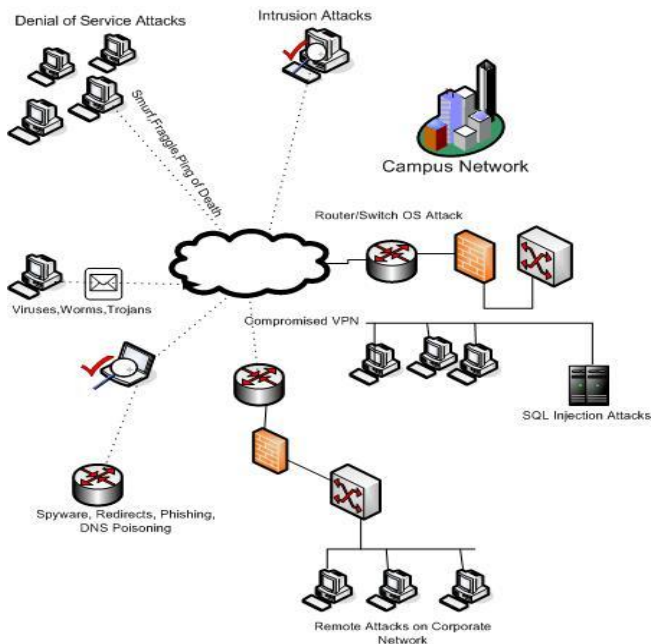 Denial of Service Attacks
Intrusion Attacks
Smurf,Fraggle,Ping of Death
Campus Network
Router/Switch OS Attack
Viruses,Worms,Trojans
Compromised VPN
SQL Injection Attacks
Spyware, Redirects, Phishing,
DNS Poisoning
Remote Attacks on Corporate
Network